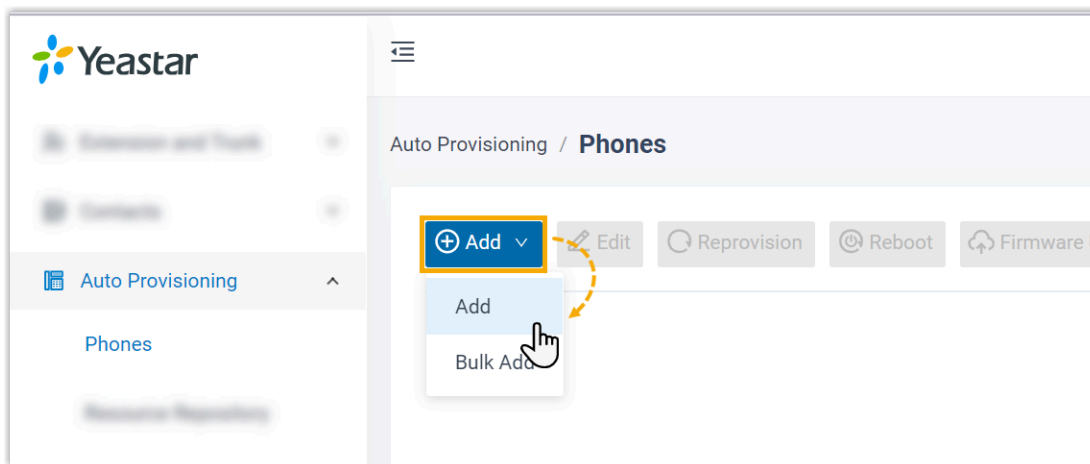 Yeastar
Auto Provisioning / Phones
Add
Edit
Reprovision
Reboot
Firmware
Auto Provisioning
Add
Phones
Bulk Add